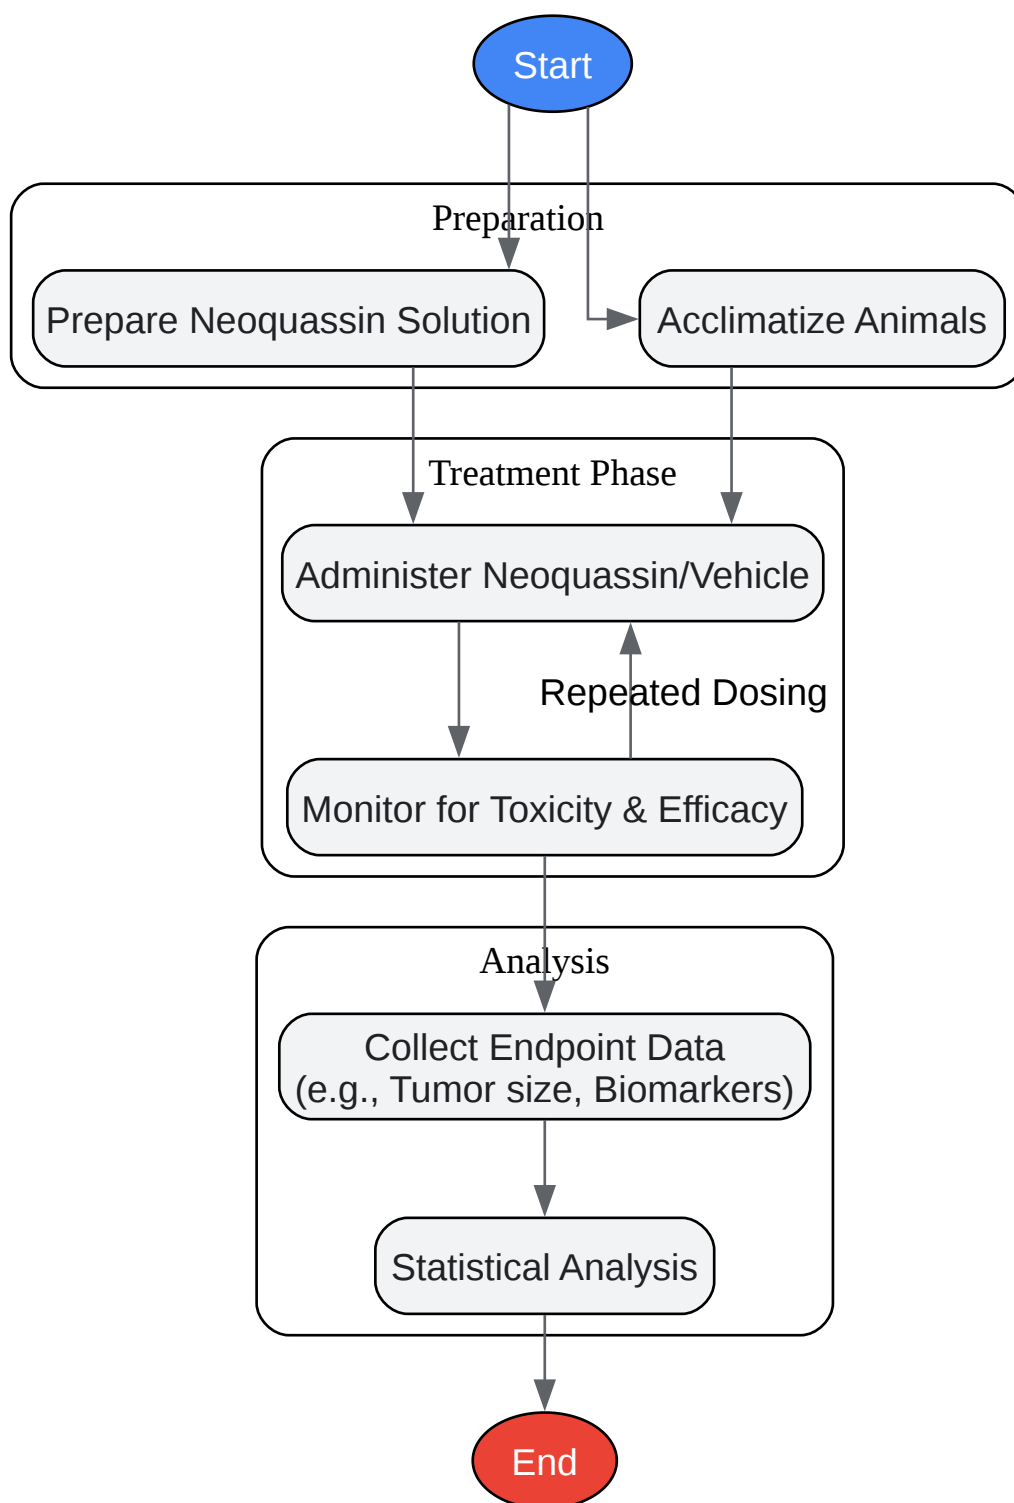 Start
Preparation
Prepare Neoquassin Solution
Acclimatize Animals
Treatment Phase
Administer Neoquassin/Vehicle
Repeated Dosing
Monitor for Toxicity & Efficacy
Analysis
Collect Endpoint Data
(e.g., Tumor size, Biomarkers)
Statistical Analysis
End